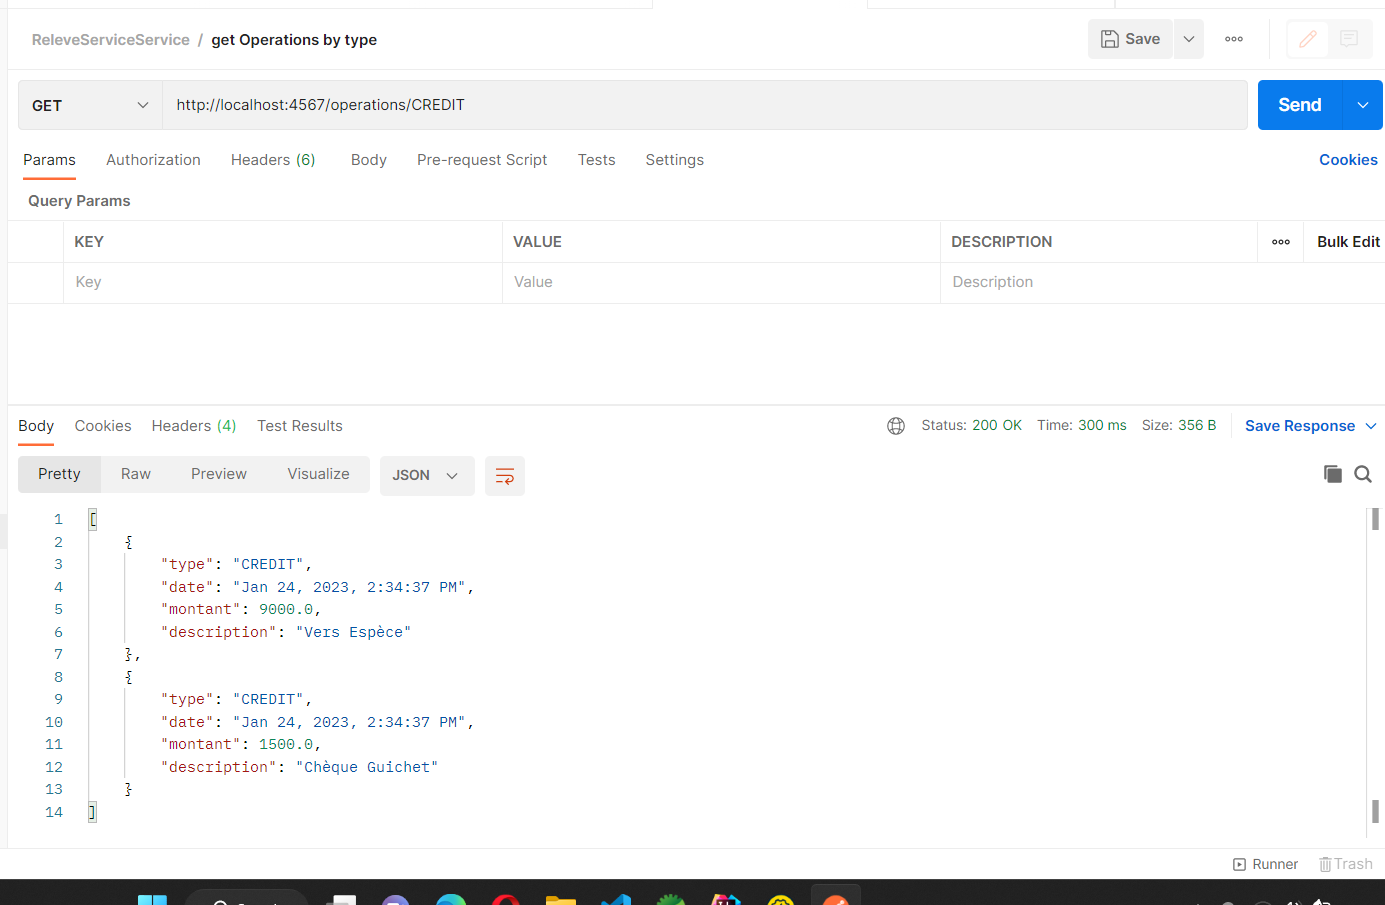 ReleveServiceService / get Operations by type
Save
GET http://localhost:4567/operations/CREDIT Send
Params Authorization Headers (6) Body Pre-request Script Tests Settings Cookies
Query Params
KEY VALUE DESCRIPTION ooo Bulk Edit
Key Value Description
Body Cookies Headers (4) Test Results Status: 200 OK Time: 300 ms Size: 356 B Save Response
Pretty Raw Preview Visualize JSON
1 [
2 {
3 "type": "CREDIT",
4 "date": "Jan 24, 2023, 2:34:37 PM",
5 "montant": 9000.0,
6 "description": "Vers Espèce"
7 },
8 {
9 "type": "CREDIT",
10 "date": "Jan 24, 2023, 2:34:37 PM",
11 "montant": 1500.0,
12 "description": "Chèque Guichet"
13 }
14 ]
Runner Trash